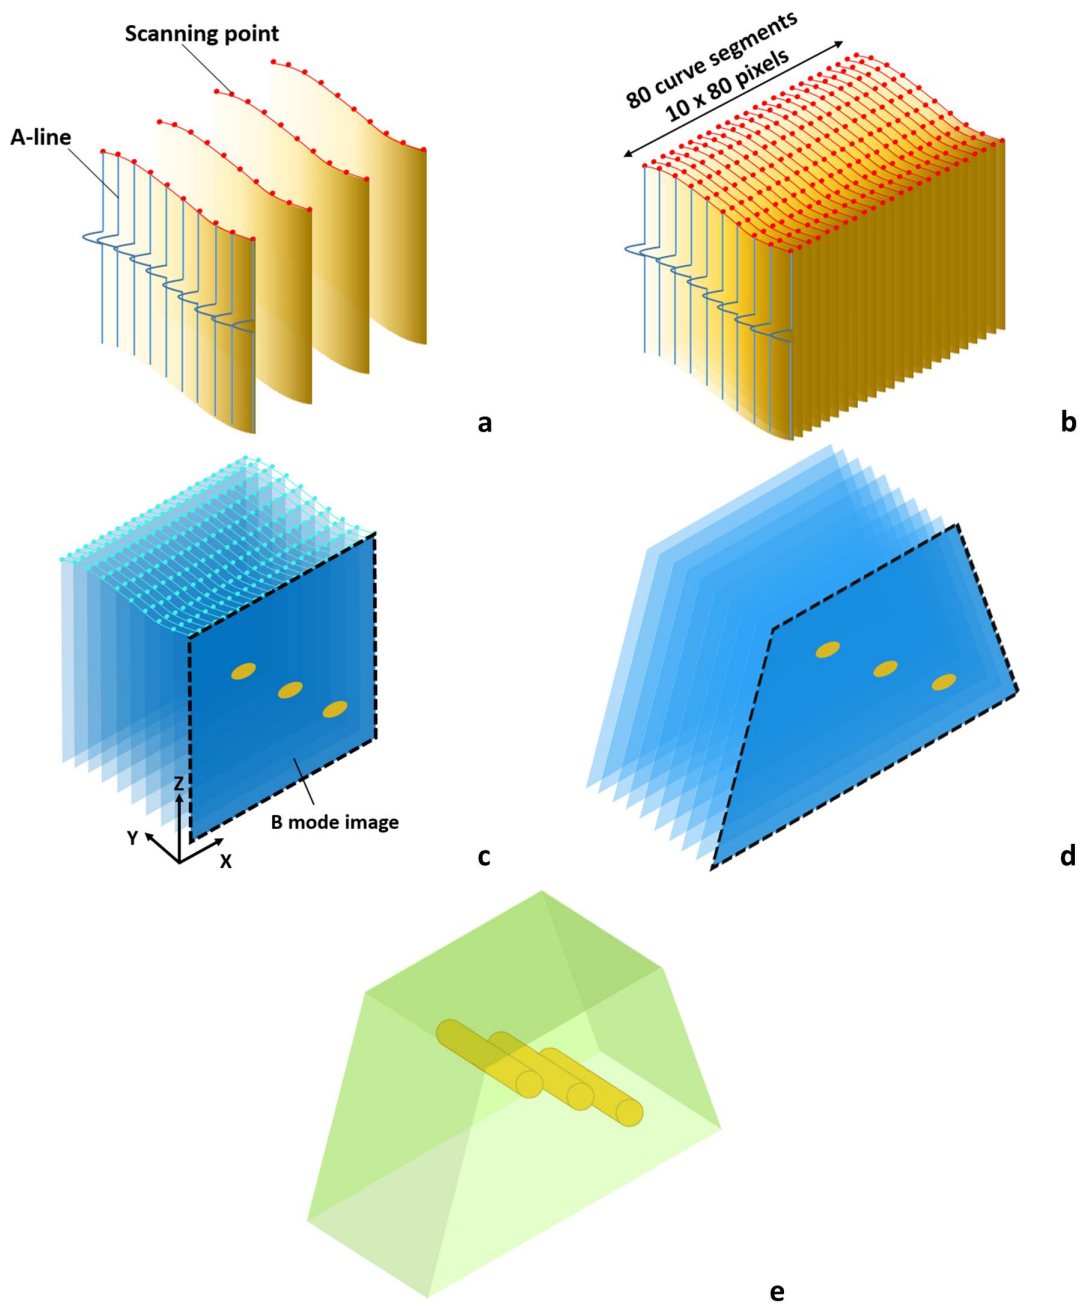 Scanning point
A-line
a
80 curve segments
10 x 80 pixels
b
Z
Y
X
B mode image
c
d
e